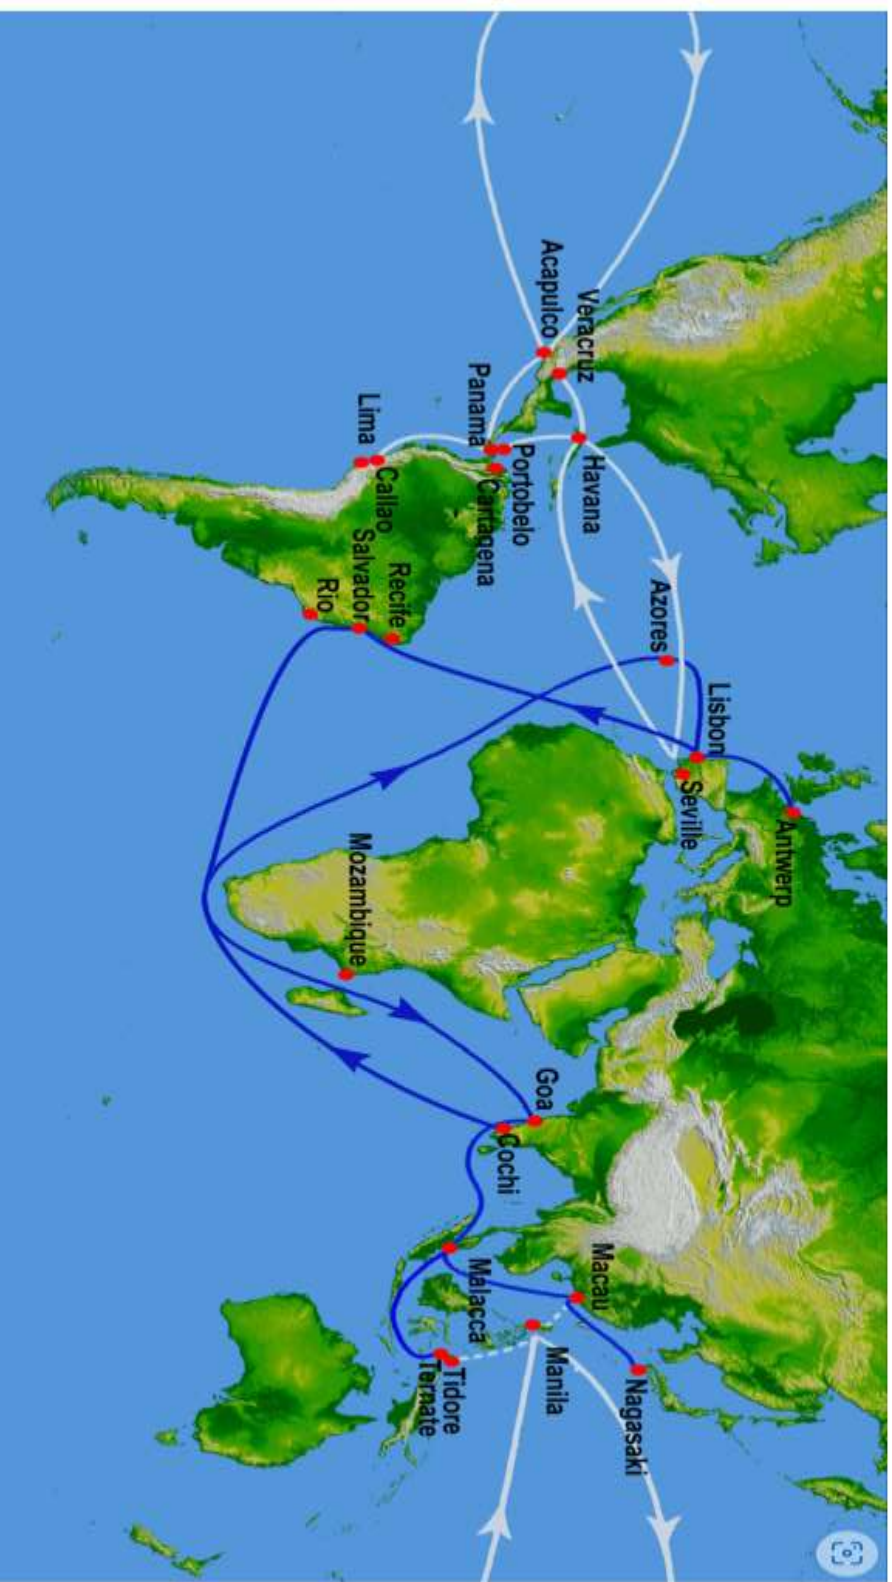 Antwerp
Lisbon
Seville
Azores
Nagasaki
Macau
Havana
Veracruz
Acapulco
Manila
Goa
Cochi
Portobelo
Cartagena
Panama
Malacca
Tidore
Ternate
Recife
Callao
Lima
Salvador
Mozambique
Rio